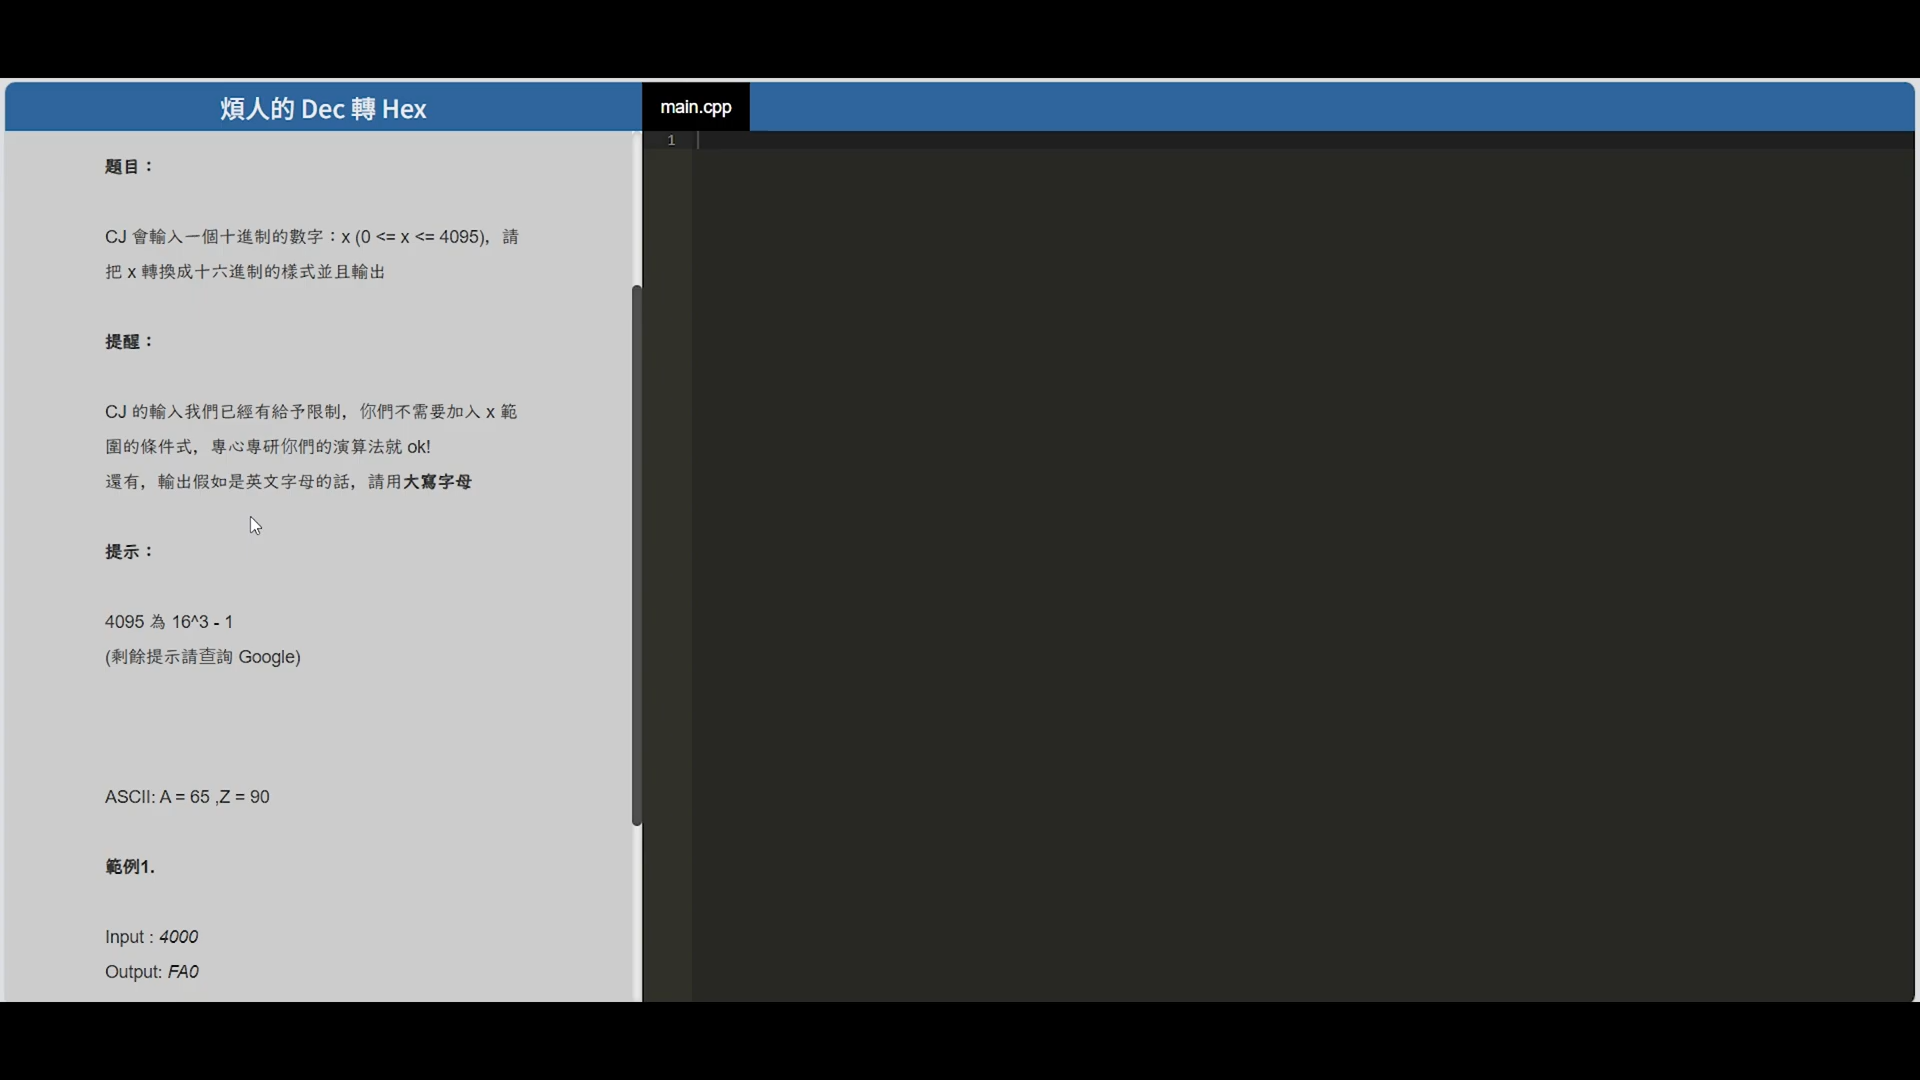 煩人的 Dec 轉 Hex
main.cpp
1
題目：
CJ 會輸入一個十進制的數字：x (0 <= x <= 4095)，請
把 x 轉換成十六進制的樣式並且輸出
提醒：
CJ 的輸入我們已經有給予限制，你們不需要加入 x 範
圍的條件式，專心專研你們的演算法就 ok!
還有，輸出假如是英文字母的話，請用大寫字母
提示：
4095 為 16^3 - 1
(剩餘提示請查詢 Google)
ASCII: A = 65 ,Z = 90
範例1.
Input : 4000
Output: FA0